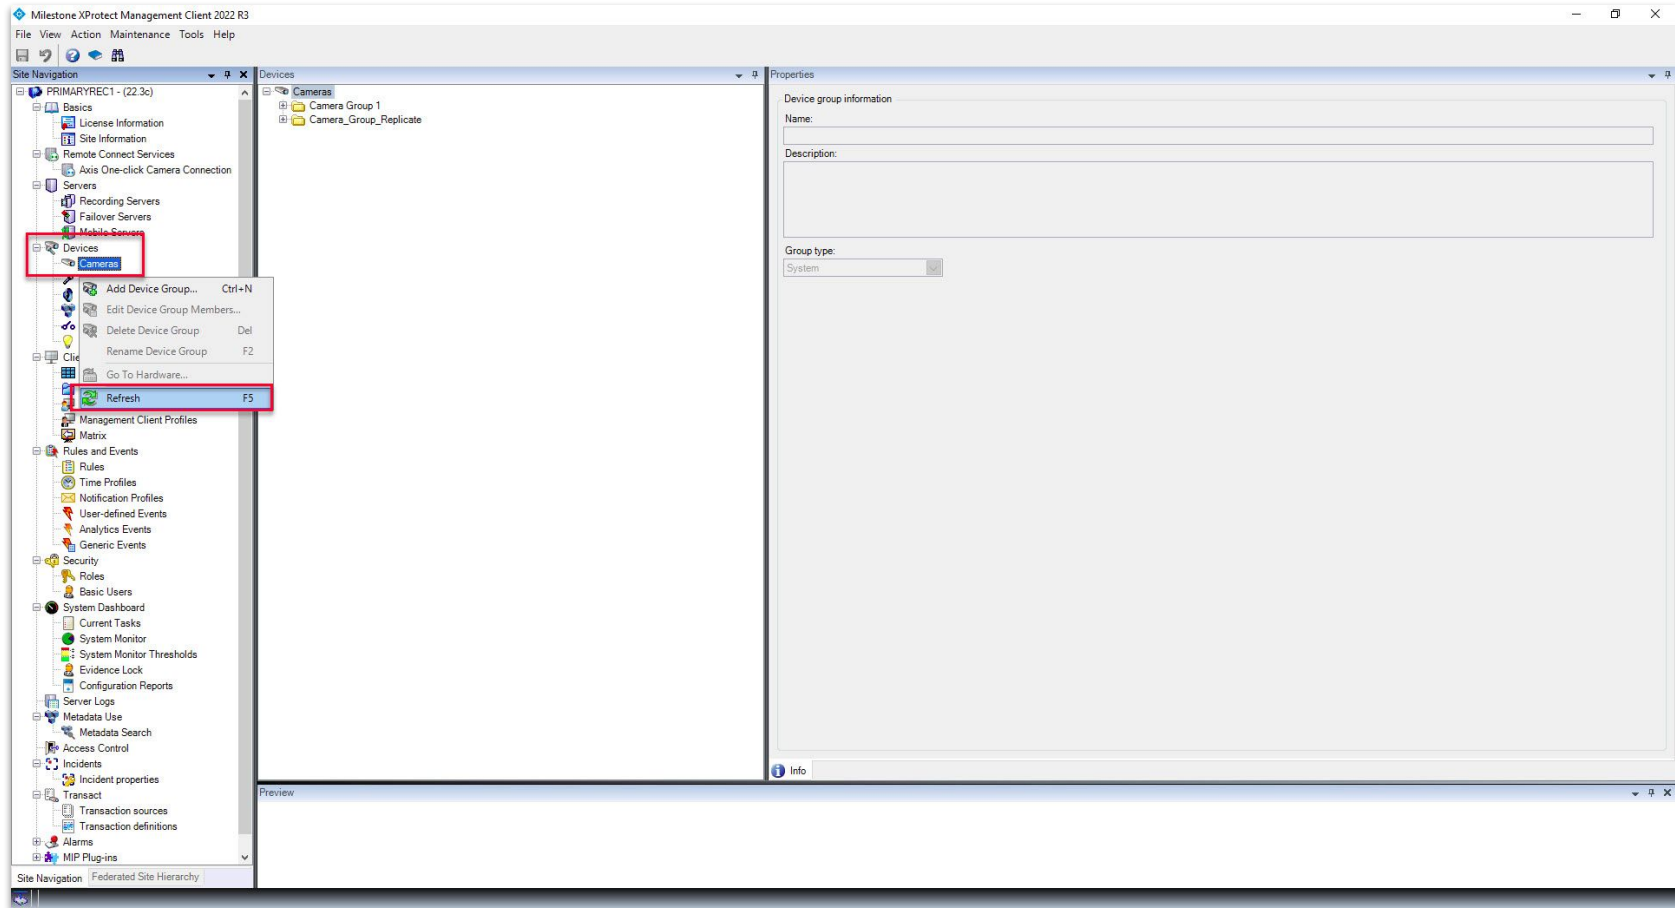 Milestone XProtect Management Client 2022 R3
File View Action Maintenance Tools Help
Site Navigation
PRIMARYREC1 - (22.3c)
Basics
License Information
Site Information
Remote Connect Services
Axis One-click Camera Connection
Servers
Recording Servers
Failover Servers
Mobile Servers
Devices
Cameras
Add Device Group... Ctrl+N
Edit Device Group Members...
Delete Device Group Del
Rename Device Group F2
Clie
Go To Hardware...
Refresh F5
Management Client Profiles
Matrix
Rules and Events
Rules
Time Profiles
Notification Profiles
User-defined Events
Analytics Events
Generic Events
Security
Roles
Basic Users
System Dashboard
Current Tasks
System Monitor
System Monitor Thresholds
Evidence Lock
Configuration Reports
Server Logs
Metadata Use
Metadata Search
Access Control
Incidents
Incident properties
Transact
Transaction sources
Transaction definitions
Alarms
MIP Plug-ins
Site Navigation Federated Site Hierarchy
Devices
Cameras
Camera Group 1
Camera_Group_Replicate
Properties
Device group information
Name:
Description:
Group type:
System
Info
Preview